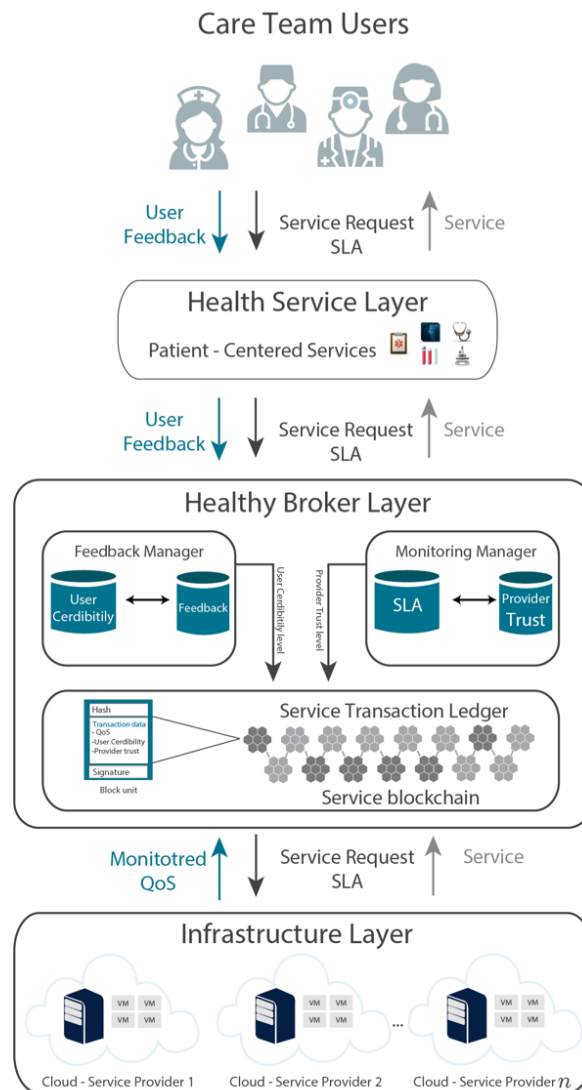 Care Team Users
User
Feedback
Service Request
SLA
Service
Health Service Layer
Patient - Centered Services
User
Feedback
Service Request
SLA
Service
Healthy Broker Layer
Feedback Manager
User
Cerdibitily
Feedback
User Cerdibitily level
Provider Trust level
Monitoring Manager
SLA
Provider
Trust
Hash
Transaction data
- QoS
-User Cerdibility
-Provider trust
Signature
Block unit
Service Transaction Ledger
Service blockchain
Monitotred
QoS
Service Request
SLA
Service
Infrastructure Layer
VM VM
VM VM
VM VM
VM VM
...
VM VM
VM VM
Cloud - Service Provider 1
Cloud - Service Provider 2
Cloud - Service Provider n